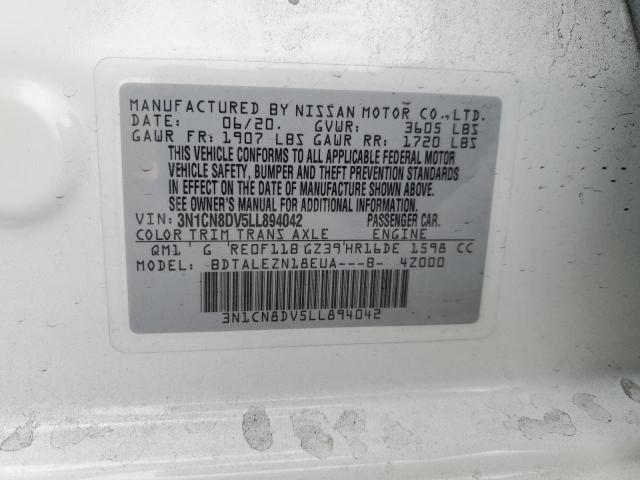 MANUFACTURED BY NISSAN MOTOR CO.,LTD.
DATE: 06/20. GVWR: 3605 LBS
GAWR FR: 1907 LBS GAWR RR: 1720 LBS
THIS VEHICLE CONFORMS TO ALL APPLICABLE FEDERAL MOTOR
VEHICLE SAFETY, BUMPER AND THEFT PREVENTION STANDARDS
IN EFFECT ON THE DATE OF MANUFACTURE SHOWN ABOVE.
SEE OWNER'S MANUAL FOR ADDITIONAL INFORMATION.
VIN: 3N1CN8DV5LL894042 PASSENGER CAR.
COLOR TRIM TRANS AXLE ENGINE
QM1 G RE0F11B GZ39 HR16DE 1598 CC
MODEL: BDTALEZN18EUA---B- 4Z000
3N1CN8DV5LL894042